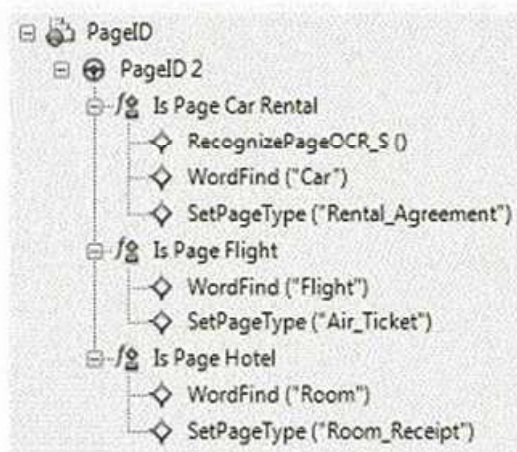 PageID
PageID 2
Is Page Car Rental
RecognizePageOCR_S ()
WordFind ("Car")
SetPageType ("Rental_Agreement")
Is Page Flight
WordFind ("Flight")
SetPageType ("Air_Ticket")
Is Page Hotel
WordFind ("Room")
SetPageType ("Room_Receipt")